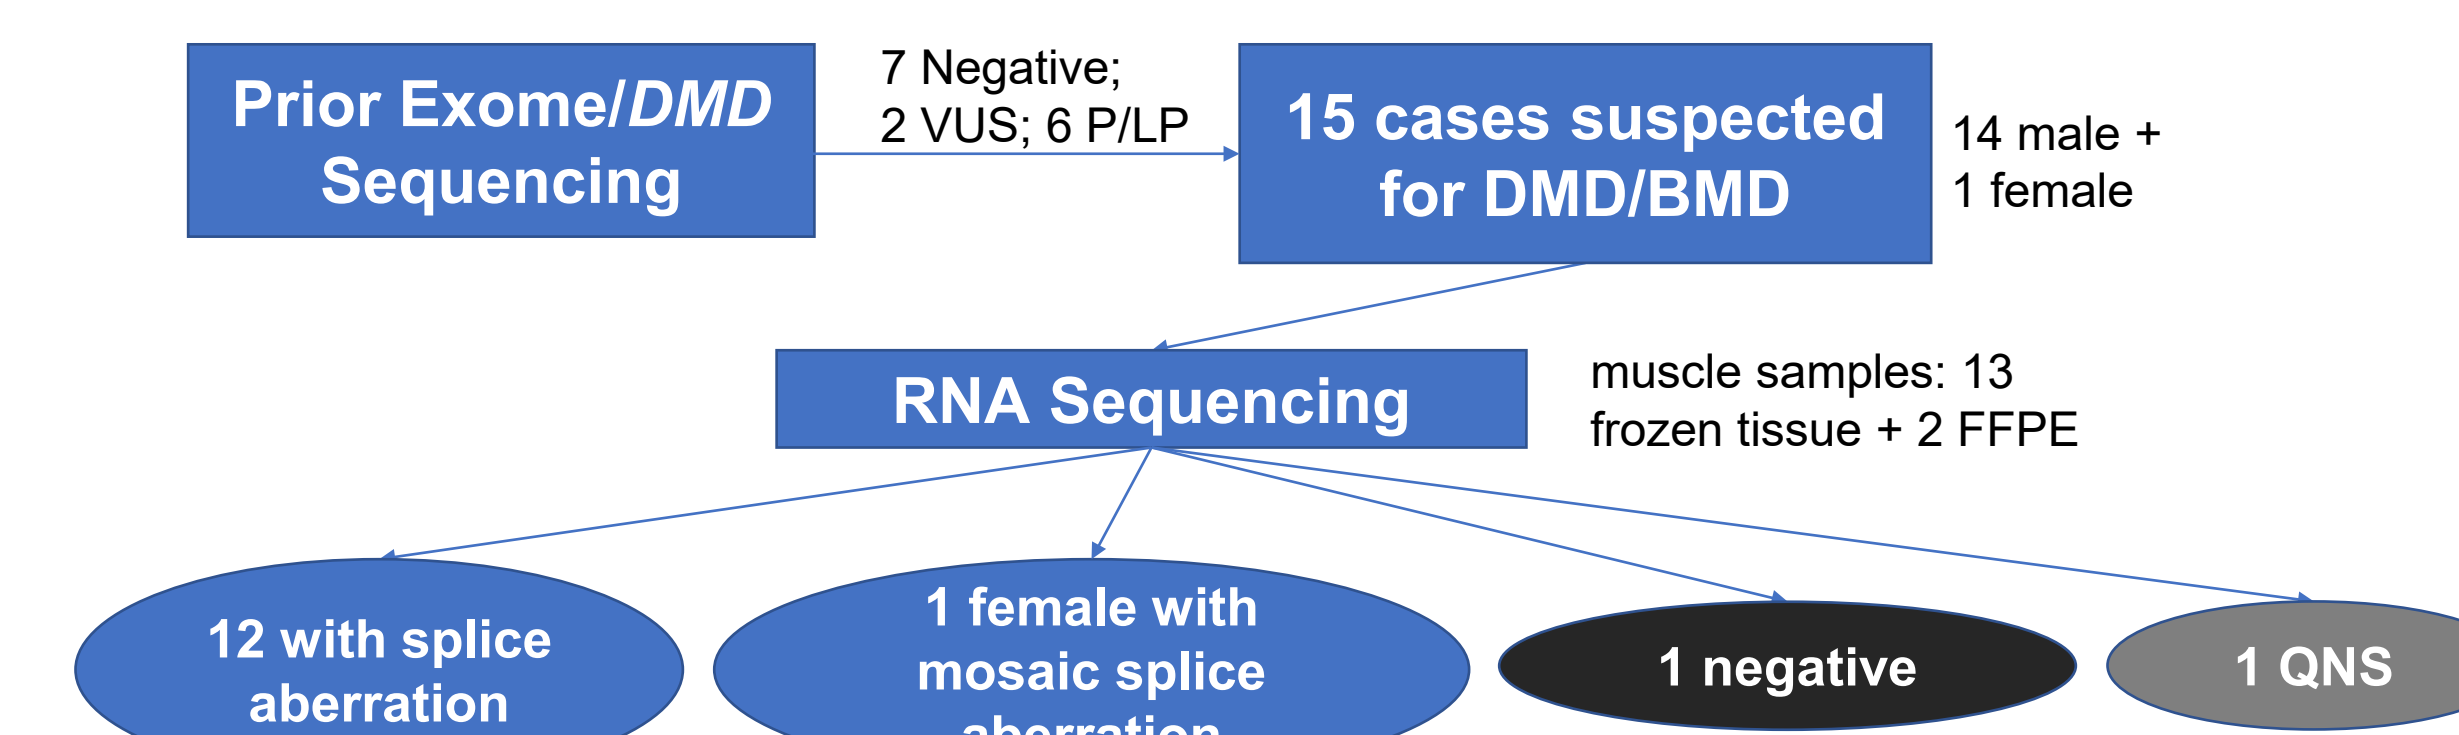 Prior Exome/DMD
Sequencing
7 Negative;
2 VUS; 6 P/LP
15 cases suspected
for DMD/BMD
14 male +
1 female
RNA Sequencing
muscle samples: 13
frozen tissue + 2 FFPE
12 with splice
aberration
1 female with
mosaic splice
aberration
1 negative
1 QNS